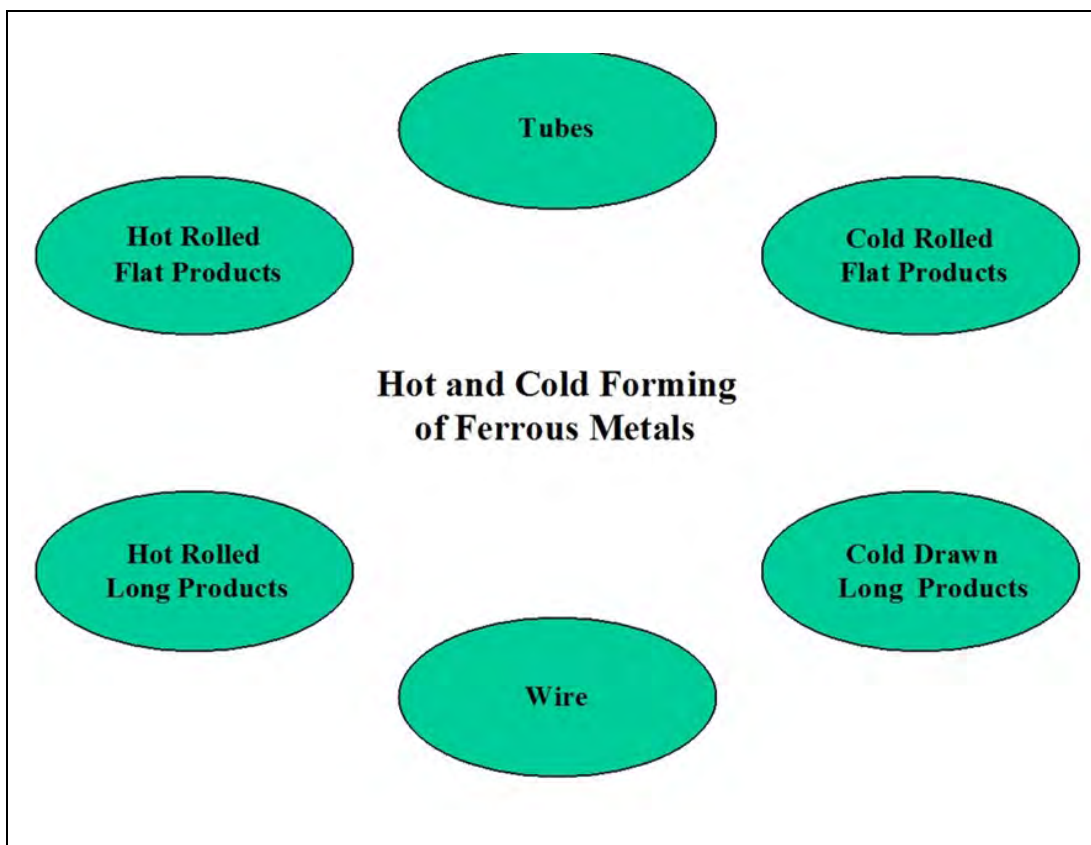 Tubes
Hot Rolled
Flat Products
Cold Rolled
Flat Products
Hot and Cold Forming
of Ferrous Metals
Hot Rolled
Long Products
Cold Drawn
Long Products
Wire